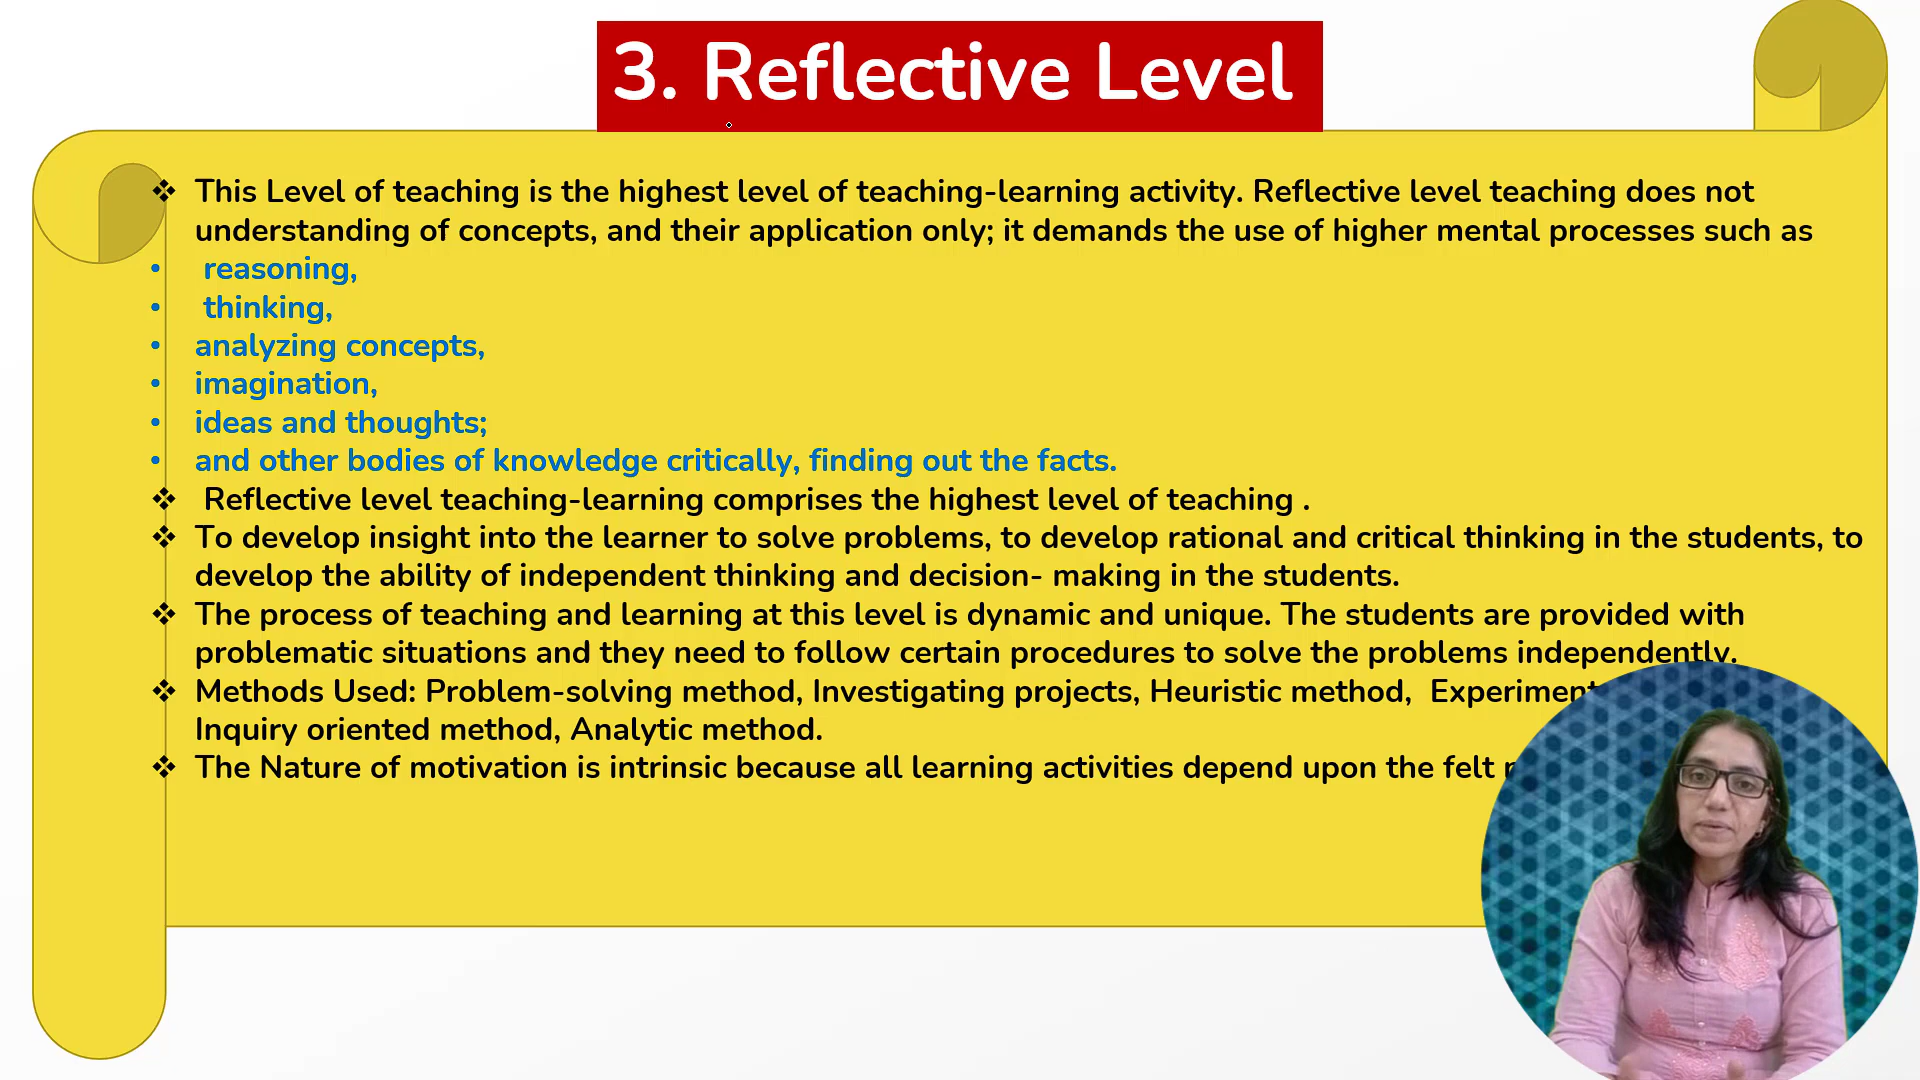 3. Reflective Level
❖ This Level of teaching is the highest level of teaching-learning activity. Reflective level teaching does not
understanding of concepts, and their application only; it demands the use of higher mental processes such as
• reasoning,
• thinking,
• analyzing concepts,
• imagination,
• ideas and thoughts;
• and other bodies of knowledge critically, finding out the facts.
❖ Reflective level teaching-learning comprises the highest level of teaching .
❖ To develop insight into the learner to solve problems, to develop rational and critical thinking in the students, to
develop the ability of independent thinking and decision- making in the students.
❖ The process of teaching and learning at this level is dynamic and unique. The students are provided with
problematic situations and they need to follow certain procedures to solve the problems independently.
❖ Methods Used: Problem-solving method, Investigating projects, Heuristic method,
Inquiry oriented method, Analytic method.
❖ The Nature of motivation is intrinsic because all learning activities depend upon the felt